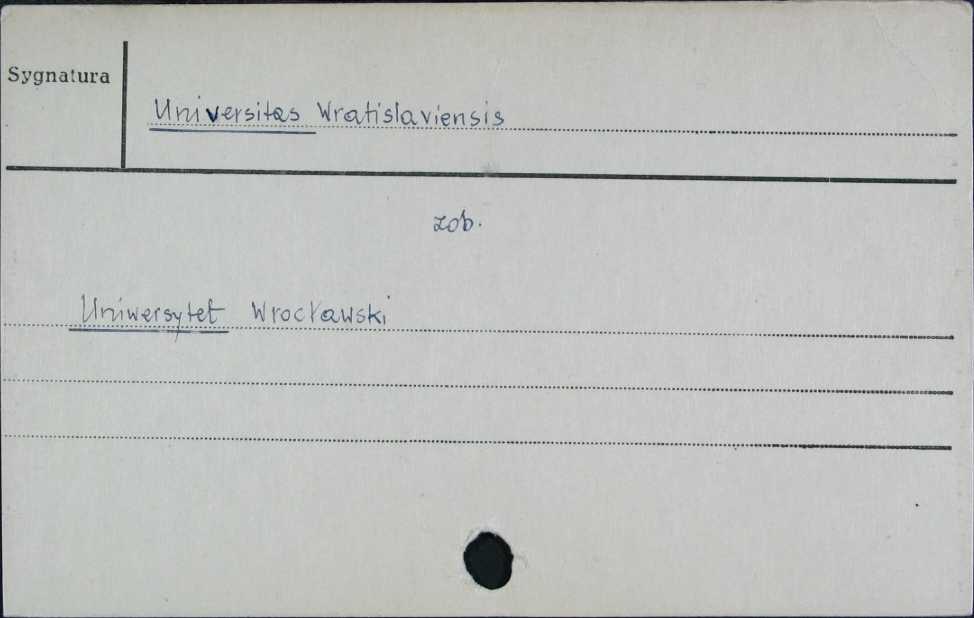 Sygnatura
Universitas Wratislaviensis
zob.
Uniwersytet Wrocławski